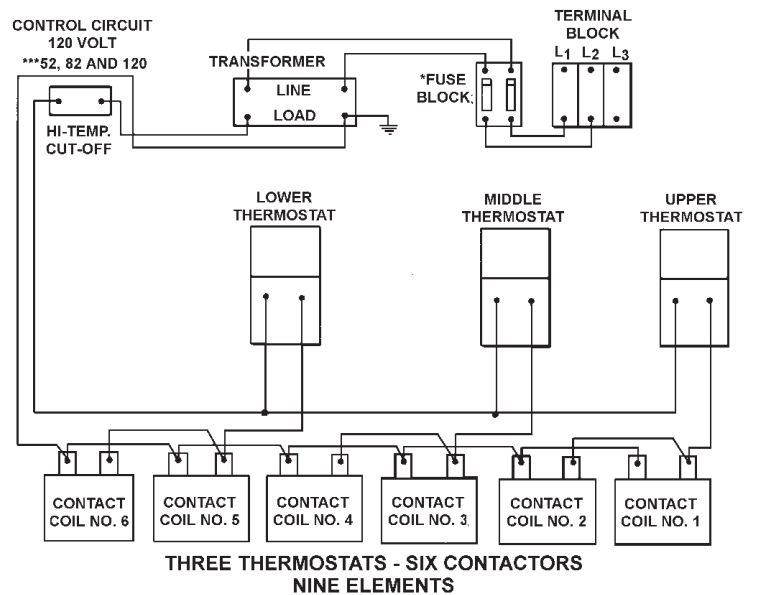 CONTROL CIRCUIT
120 VOLT
***52, 82 AND 120
TRANSFORMER
LINE
LOAD
*FUSE
BLOCK
TERMINAL
BLOCK
L1 L2 L3
HI-TEMP.
CUT-OFF
LOWER
THERMOSTAT
MIDDLE
THERMOSTAT
UPPER
THERMOSTAT
CONTACT
COIL NO. 6
CONTACT
COIL NO. 5
CONTACT
COIL NO. 4
CONTACT
COIL NO. 3
CONTACT
COIL NO. 2
CONTACT
COIL NO. 1
THREE THERMOSTATS - SIX CONTACTORS
NINE ELEMENTS